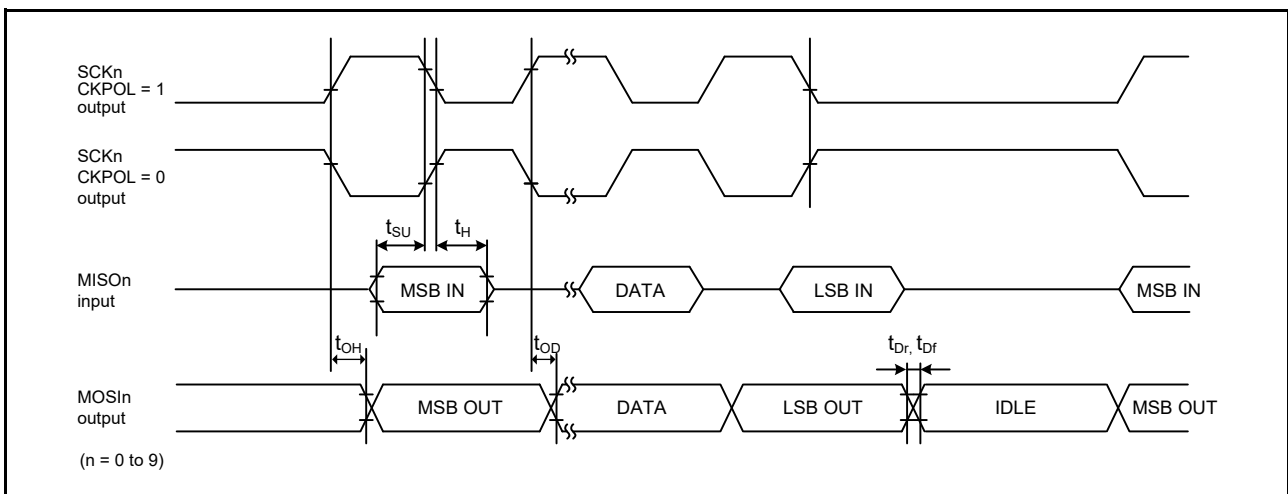 SCKn
CKPOL = 1
output
SCKn
CKPOL = 0
output
tSU
tH
MISOn
input
MSB IN
DATA
LSB IN
MSB IN
tOH
tOD
tDr, tDf
MOSIn
output
MSB OUT
DATA
LSB OUT
IDLE
MSB OUT
(n = 0 to 9)